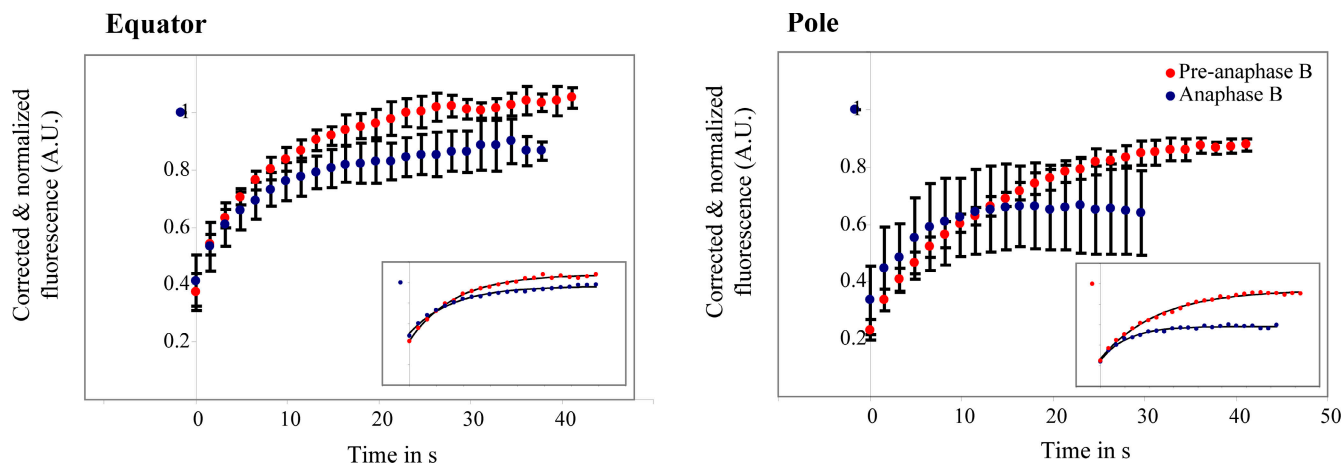 Equator
Corrected & normalized
fluorescence (A.U.)
1
0.8
0.6
0.4
0.2
0 10 20 30 40
Time in s
Pole
Pre-anaphase B
Anaphase B
Corrected & normalized
fluorescence (A.U.)
1
0.8
0.6
0.4
0.2
0 10 20 30 40 50
Time in s